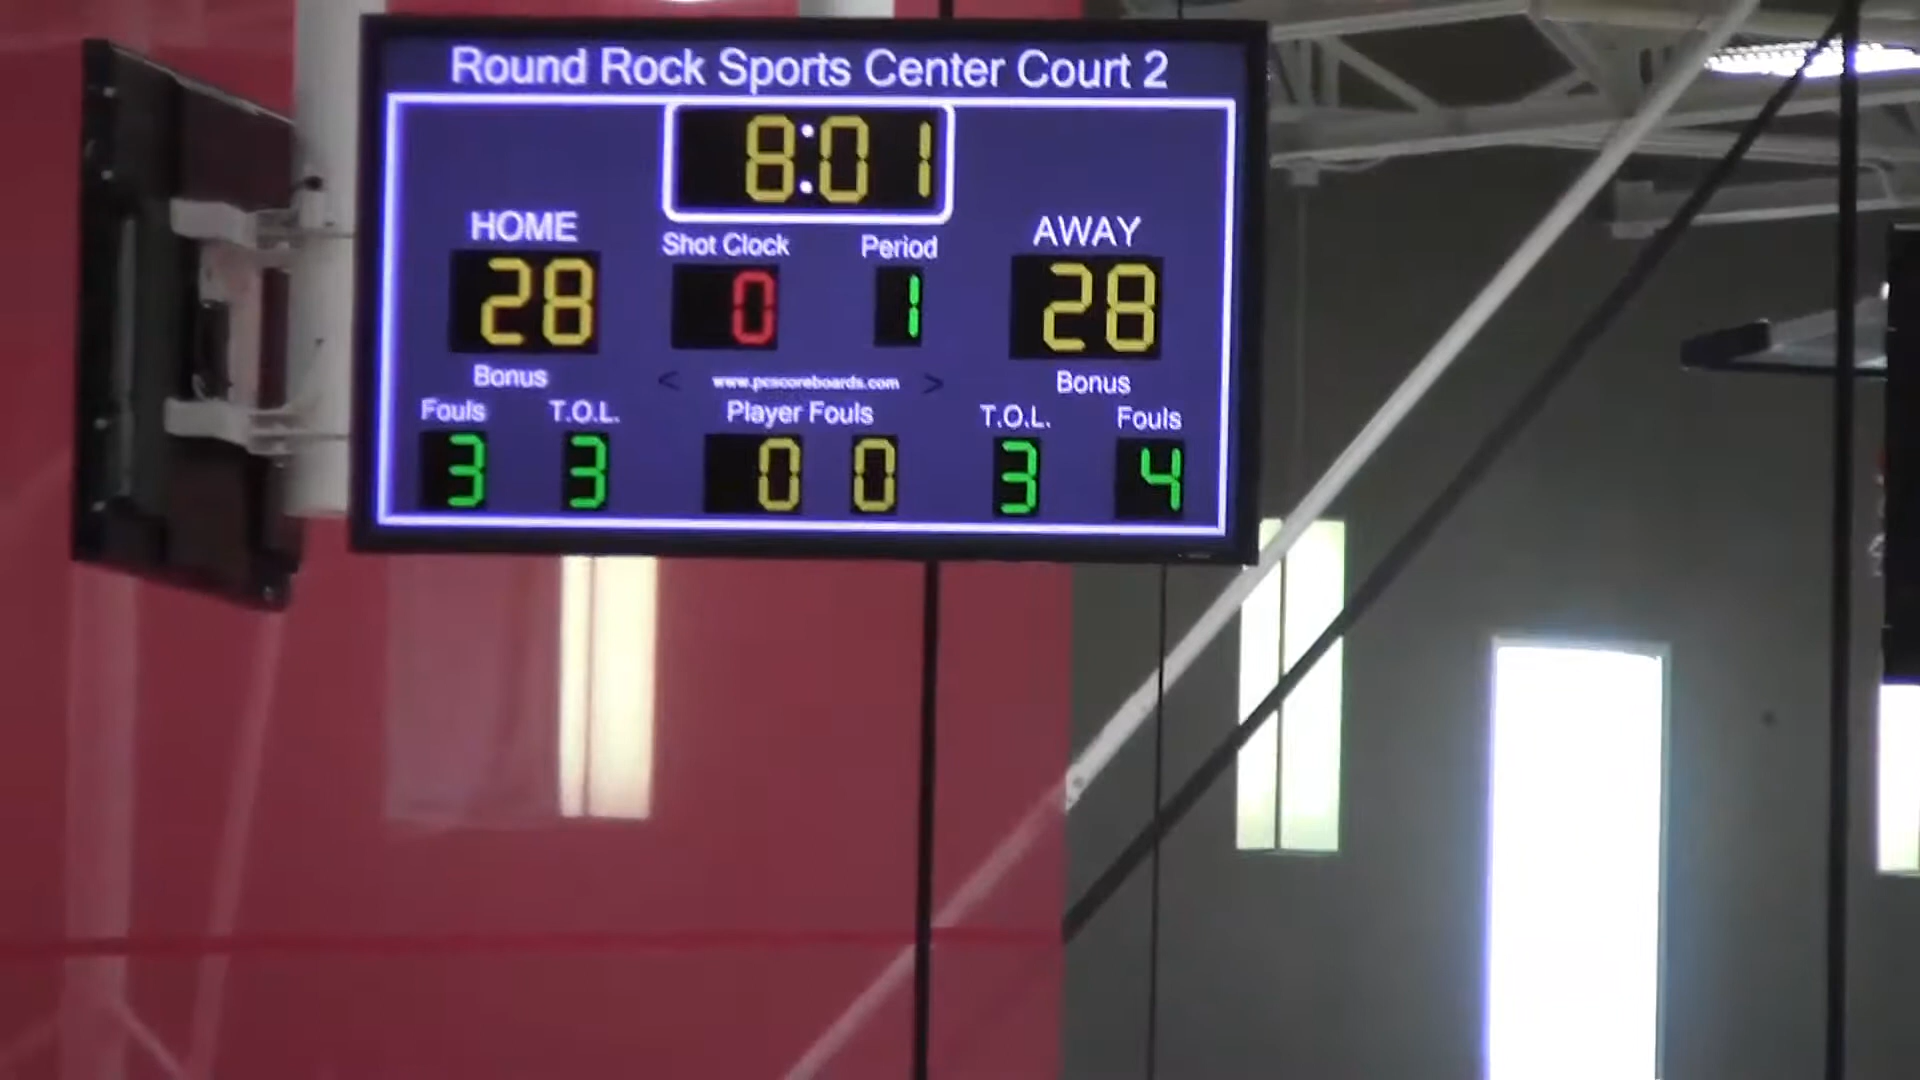 Round Rock Sports Center Court 2
8:01
HOME
Shot Clock
Period
AWAY
28
0
1
28
Bonus
< www.pcscoreboards.com >
Bonus
Fouls
T.O.L.
Player Fouls
T.O.L.
Fouls
3
3
0
0
3
4